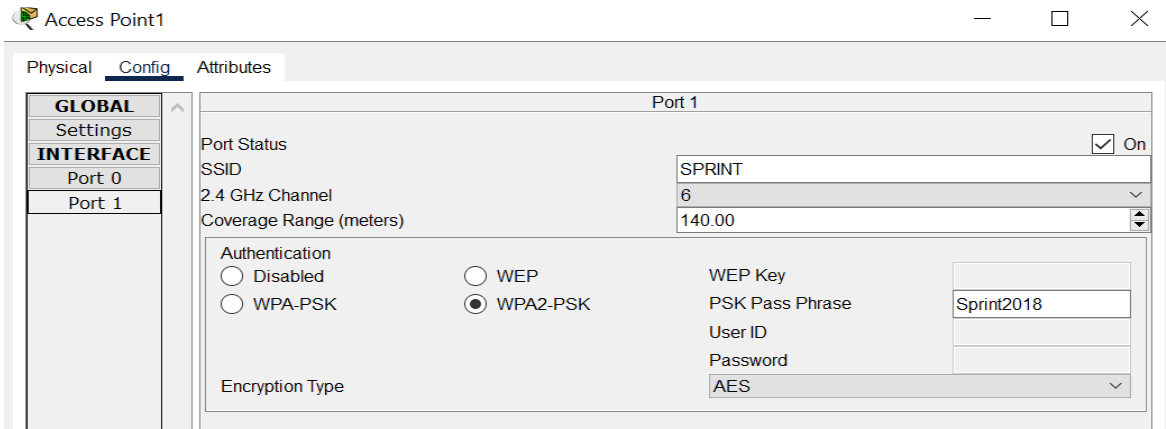 Access Point1
Physical Config Attributes
GLOBAL
Settings
INTERFACE
Port 0
Port 1
Port 1
Port Status On
SSID SPRINT
2.4 GHz Channel 6
Coverage Range (meters) 140.00
Authentication
Disabled WEP WEP Key
WPA-PSK WPA2-PSK PSK Pass Phrase Sprint2018
User ID
Password
Encryption Type AES